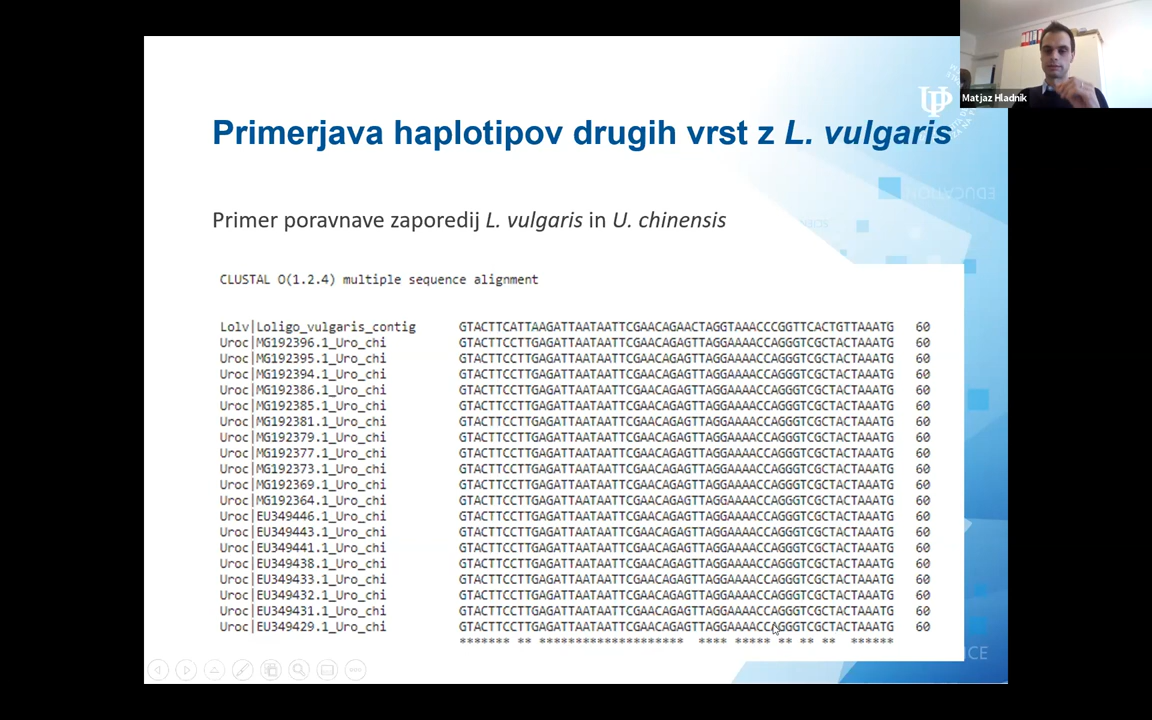 Matjaz Hladnik
UP
Primerjava haplotipov drugih vrst z L. vulgaris
Primer poravnave zaporedij L. vulgaris in U. chinensis
CLUSTAL O(1.2.4) multiple sequence alignment
Lolv|Loligo_vulgaris_contig GTACTTCATTAAGATTAATAATTCGAACAGAACTAGGTAAACCCGGTTCACTGTTAAATG 60
Uroc|MG192396.1_Uro_chi GTACTTCCTTGAGATTAATAATTCGAACAGAGTTAGGAAAACCAGGGTCGCTACTAAATG 60
Uroc|MG192395.1_Uro_chi GTACTTCCTTGAGATTAATAATTCGAACAGAGTTAGGAAAACCAGGGTCGCTACTAAATG 60
Uroc|MG192394.1_Uro_chi GTACTTCCTTGAGATTAATAATTCGAACAGAGTTAGGAAAACCAGGGTCGCTACTAAATG 60
Uroc|MG192386.1_Uro_chi GTACTTCCTTGAGATTAATAATTCGAACAGAGTTAGGAAAACCAGGGTCGCTACTAAATG 60
Uroc|MG192385.1_Uro_chi GTACTTCCTTGAGATTAATAATTCGAACAGAGTTAGGAAAACCAGGGTCGCTACTAAATG 60
Uroc|MG192381.1_Uro_chi GTACTTCCTTGAGATTAATAATTCGAACAGAGTTAGGAAAACCAGGGTCGCTACTAAATG 60
Uroc|MG192379.1_Uro_chi GTACTTCCTTGAGATTAATAATTCGAACAGAGTTAGGAAAACCAGGGTCGCTACTAAATG 60
Uroc|MG192377.1_Uro_chi GTACTTCCTTGAGATTAATAATTCGAACAGAGTTAGGAAAACCAGGGTCGCTACTAAATG 60
Uroc|MG192373.1_Uro_chi GTACTTCCTTGAGATTAATAATTCGAACAGAGTTAGGAAAACCAGGGTCGCTACTAAATG 60
Uroc|MG192369.1_Uro_chi GTACTTCCTTGAGATTAATAATTCGAACAGAGTTAGGAAAACCAGGGTCGCTACTAAATG 60
Uroc|MG192364.1_Uro_chi GTACTTCCTTGAGATTAATAATTCGAACAGAGTTAGGAAAACCAGGGTCGCTACTAAATG 60
Uroc|EU349446.1_Uro_chi GTACTTCCTTGAGATTAATAATTCGAACAGAGTTAGGAAAACCAGGGTCGCTACTAAATG 60
Uroc|EU349443.1_Uro_chi GTACTTCCTTGAGATTAATAATTCGAACAGAGTTAGGAAAACCAGGGTCGCTACTAAATG 60
Uroc|EU349441.1_Uro_chi GTACTTCCTTGAGATTAATAATTCGAACAGAGTTAGGAAAACCAGGGTCGCTACTAAATG 60
Uroc|EU349438.1_Uro_chi GTACTTCCTTGAGATTAATAATTCGAACAGAGTTAGGAAAACCAGGGTCGCTACTAAATG 60
Uroc|EU349433.1_Uro_chi GTACTTCCTTGAGATTAATAATTCGAACAGAGTTAGGAAAACCAGGGTCGCTACTAAATG 60
Uroc|EU349432.1_Uro_chi GTACTTCCTTGAGATTAATAATTCGAACAGAGTTAGGAAAACCAGGGTCGCTACTAAATG 60
Uroc|EU349431.1_Uro_chi GTACTTCCTTGAGATTAATAATTCGAACAGAGTTAGGAAAACCAGGGTCGCTACTAAATG 60
Uroc|EU349429.1_Uro_chi GTACTTCCTTGAGATTAATAATTCGAACAGAGTTAGGAAAACCAGGGTCGCTACTAAATG 60
******* ** ********************  **** ***** ** ** **  ******